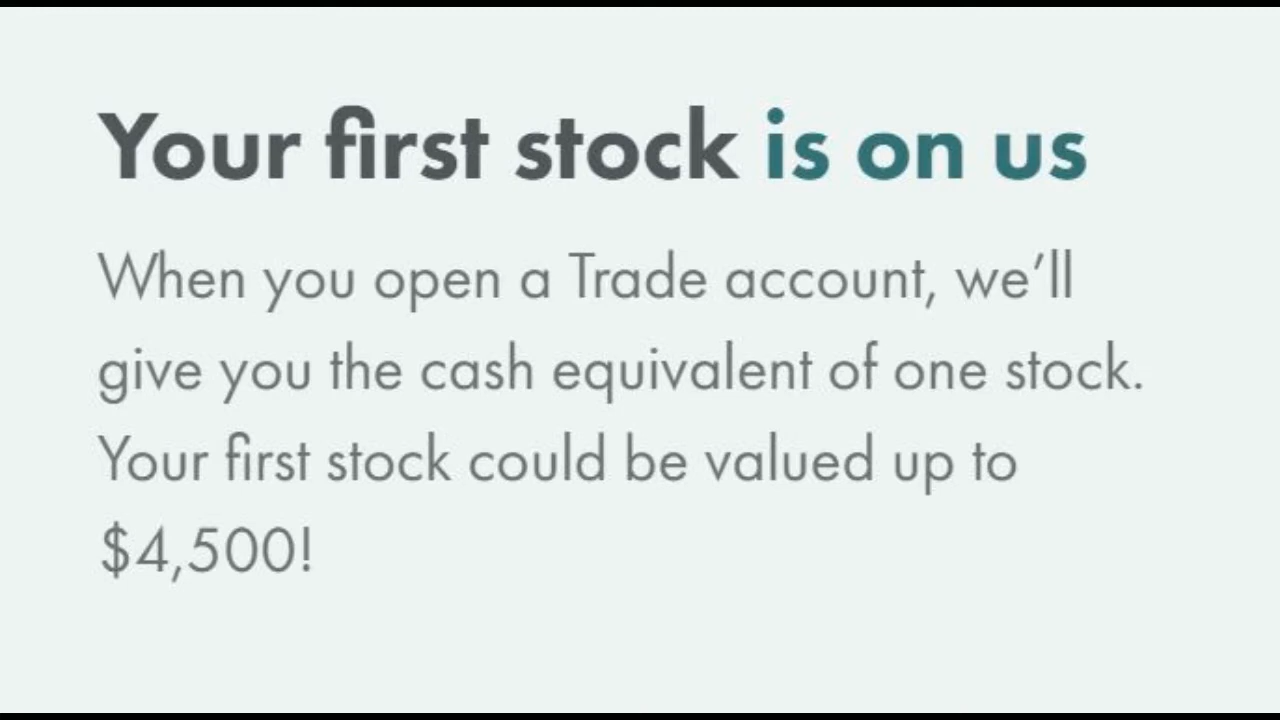 Your first stock is on us
When you open a Trade account, we’ll
give you the cash equivalent of one stock.
Your first stock could be valued up to
$4,500!